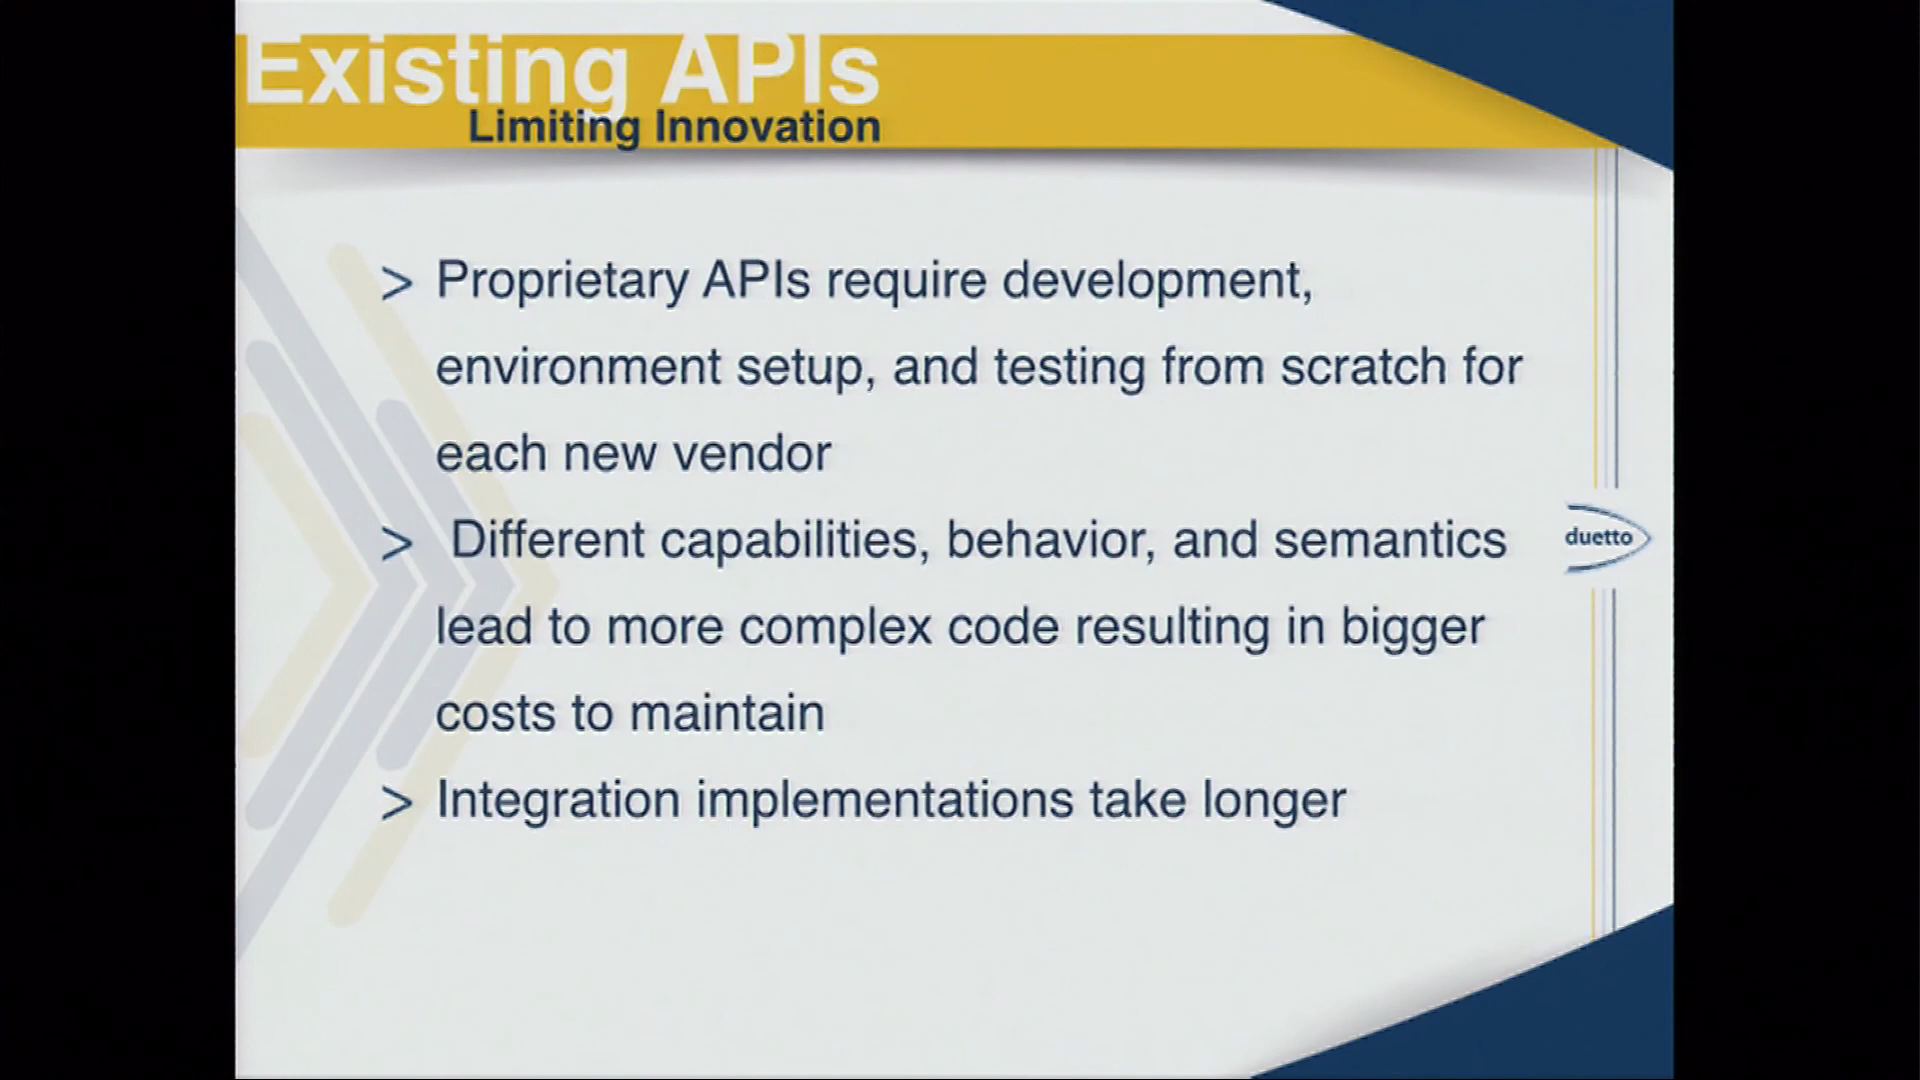 Existing APIs
Limiting Innovation
> Proprietary APIs require development,
environment setup, and testing from scratch for
each new vendor
> Different capabilities, behavior, and semantics
lead to more complex code resulting in bigger
costs to maintain
> Integration implementations take longer
duetto